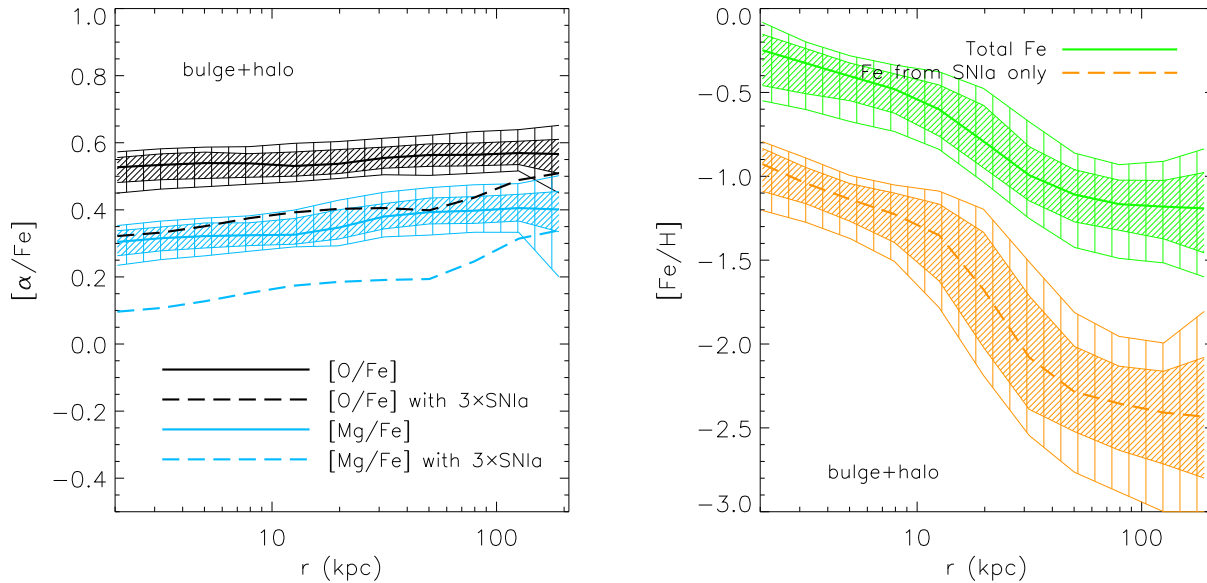 1.0
0.8
0.6
0.4
0.2
0.0
−0.2
−0.4
[α/Fe]
bulge+halo
[O/Fe]
[O/Fe] with 3×SNIa
[Mg/Fe]
[Mg/Fe] with 3×SNIa
10
100
r (kpc)
0.0
−0.5
−1.0
−1.5
−2.0
−2.5
−3.0
[Fe/H]
Total Fe
Fe from SNIa only
bulge+halo
10
100
r (kpc)